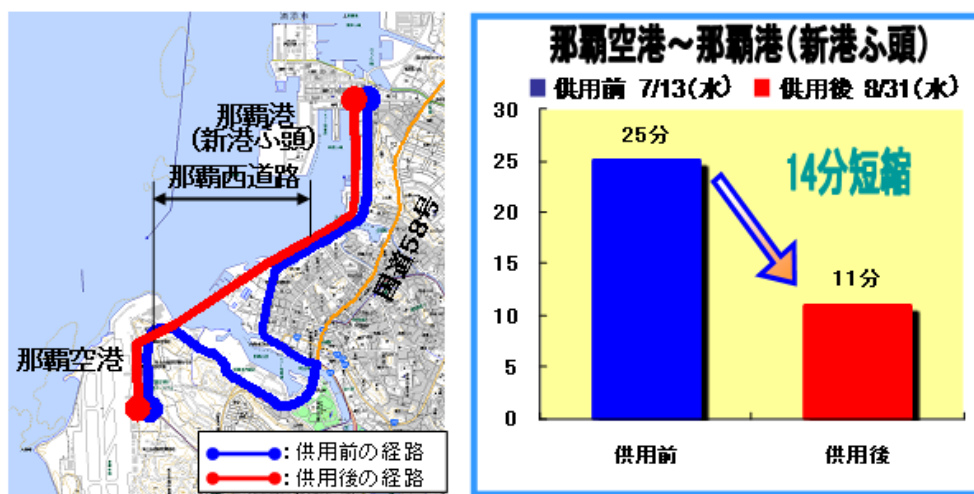 那覇港
(新港ふ頭)
那覇西道路
国道58号
那覇空港
:供用前の経路
:供用後の経路
那覇空港~那覇港(新港ふ頭)
供用前 7/13(水) 供用後 8/31(水)
30
25
20
15
10
5
0
25分
14分短縮
11分
供用前 供用後